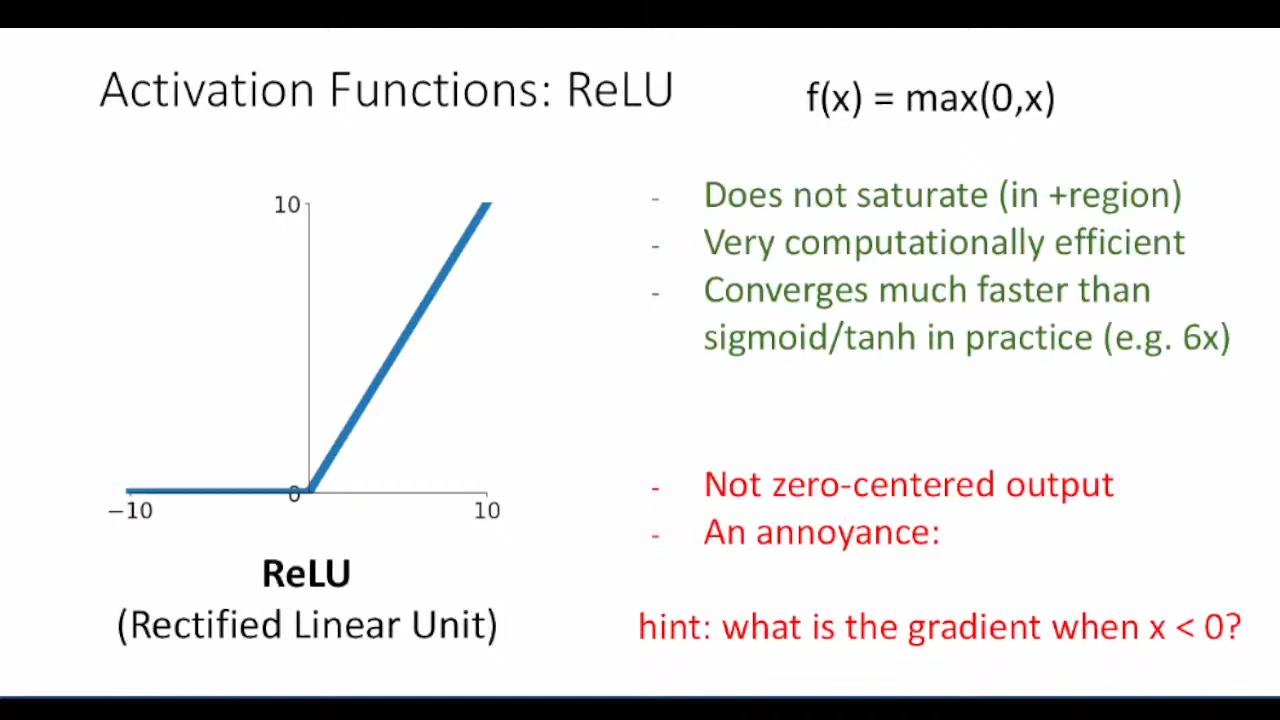 Activation Functions: ReLU
f(x) = max(0,x)
10
0
−10
10
ReLU
(Rectified Linear Unit)
- Does not saturate (in +region)
- Very computationally efficient
- Converges much faster than
sigmoid/tanh in practice (e.g. 6x)
- Not zero-centered output
- An annoyance:
hint: what is the gradient when x < 0?